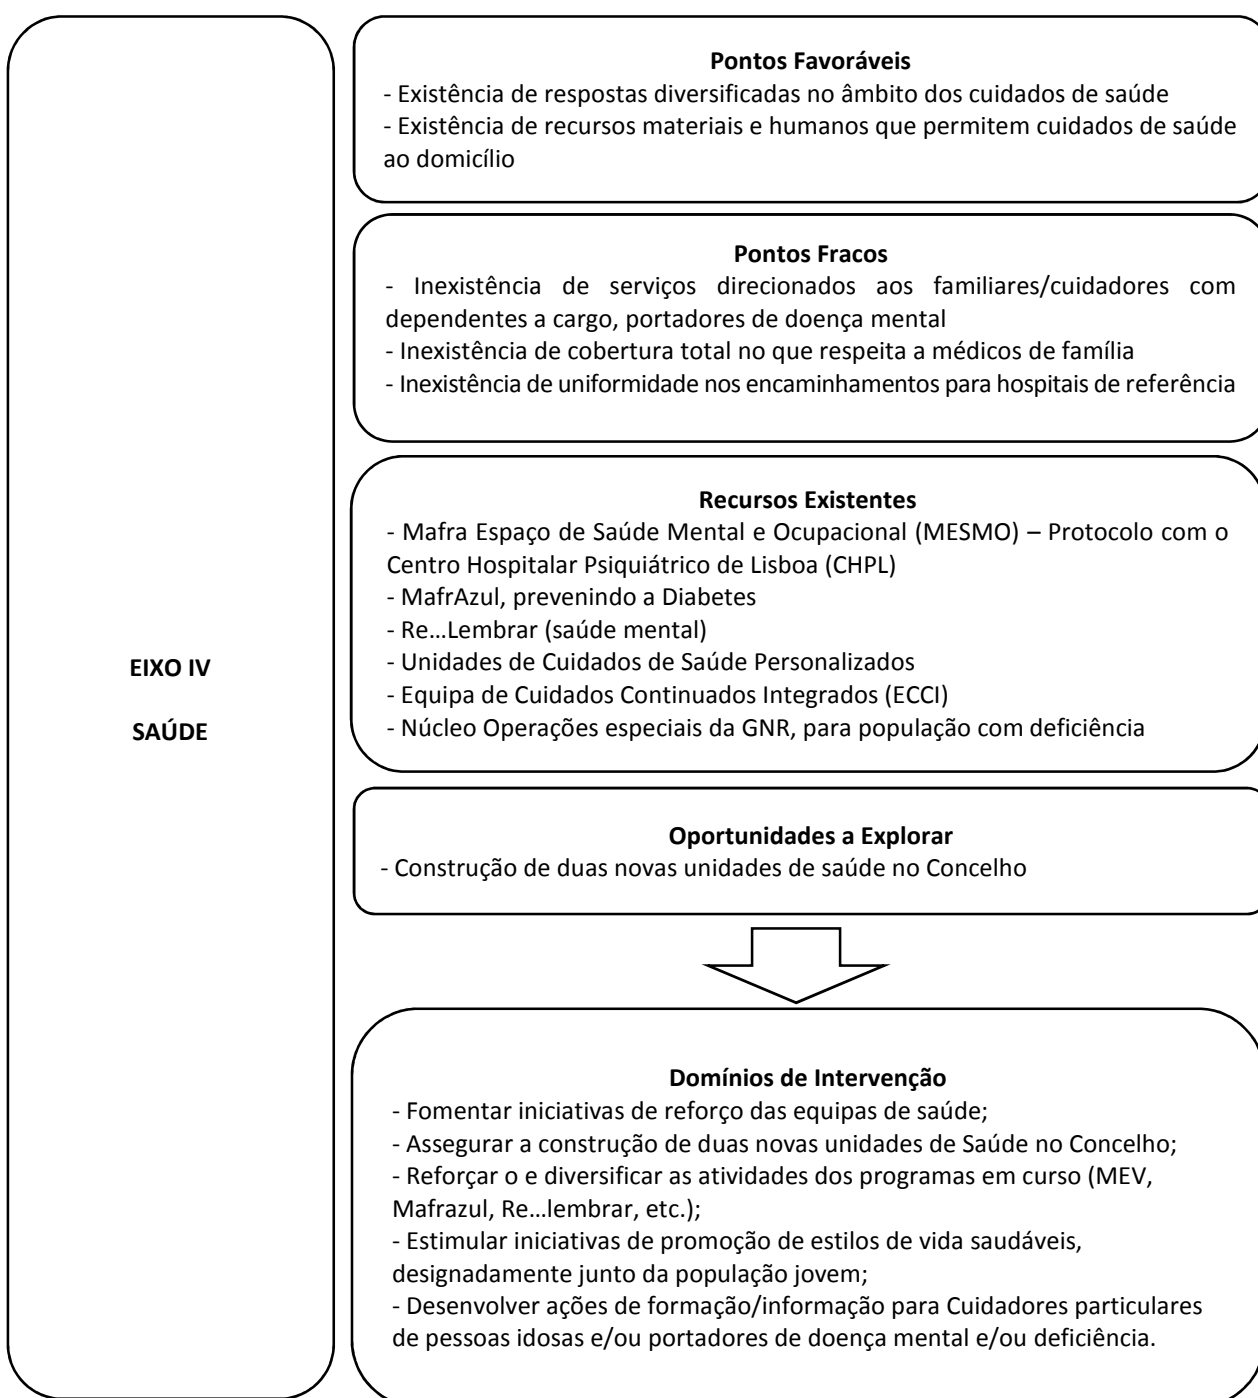 EIXO IV
SAÚDE
Pontos Favoráveis
- Existência de respostas diversificadas no âmbito dos cuidados de saúde
- Existência de recursos materiais e humanos que permitem cuidados de saúde
ao domicílio
Pontos Fracos
- Inexistência de serviços direcionados aos familiares/cuidadores com
dependentes a cargo, portadores de doença mental
- Inexistência de cobertura total no que respeita a médicos de família
- Inexistência de uniformidade nos encaminhamentos para hospitais de referência
Recursos Existentes
- Mafra Espaço de Saúde Mental e Ocupacional (MESMO) – Protocolo com o
Centro Hospitalar Psiquiátrico de Lisboa (CHPL)
- MafrAzul, prevenindo a Diabetes
- Re...Lembrar (saúde mental)
- Unidades de Cuidados de Saúde Personalizados
- Equipa de Cuidados Continuados Integrados (ECCI)
- Núcleo Operações especiais da GNR, para população com deficiência
Oportunidades a Explorar
- Construção de duas novas unidades de saúde no Concelho
Domínios de Intervenção
- Fomentar iniciativas de reforço das equipas de saúde;
- Assegurar a construção de duas novas unidades de Saúde no Concelho;
- Reforçar o e diversificar as atividades dos programas em curso (MEV,
Mafrazul, Re...lembrar, etc.);
- Estimular iniciativas de promoção de estilos de vida saudáveis,
designadamente junto da população jovem;
- Desenvolver ações de formação/informação para Cuidadores particulares
de pessoas idosas e/ou portadores de doença mental e/ou deficiência.